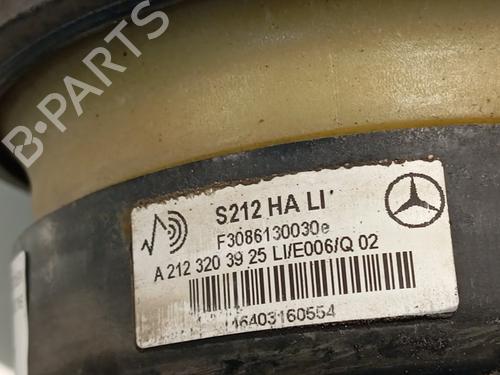 B-PARTS
S212 HA LI
F3086130030e
A 212 320 39 25 LI/E006/Q 02
16403160554